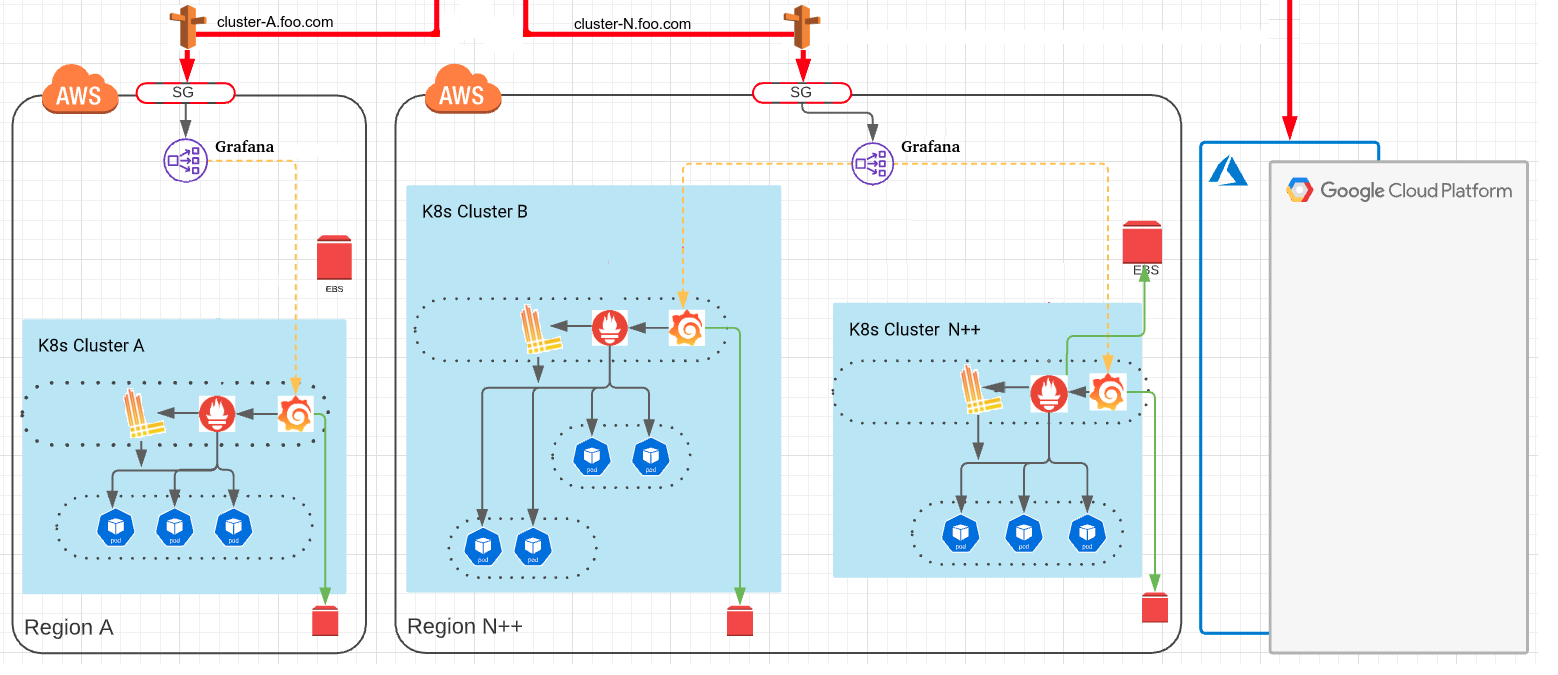 cluster-A.foo.com
cluster-N.foo.com
AWS
SG
AWS
SG
Grafana
Grafana
Google Cloud Platform
K8s Cluster B
EBS
EBS
K8s Cluster N++
K8s Cluster A
pod
pod
pod
pod
pod
pod
pod
pod
pod
pod
Region A
Region N++